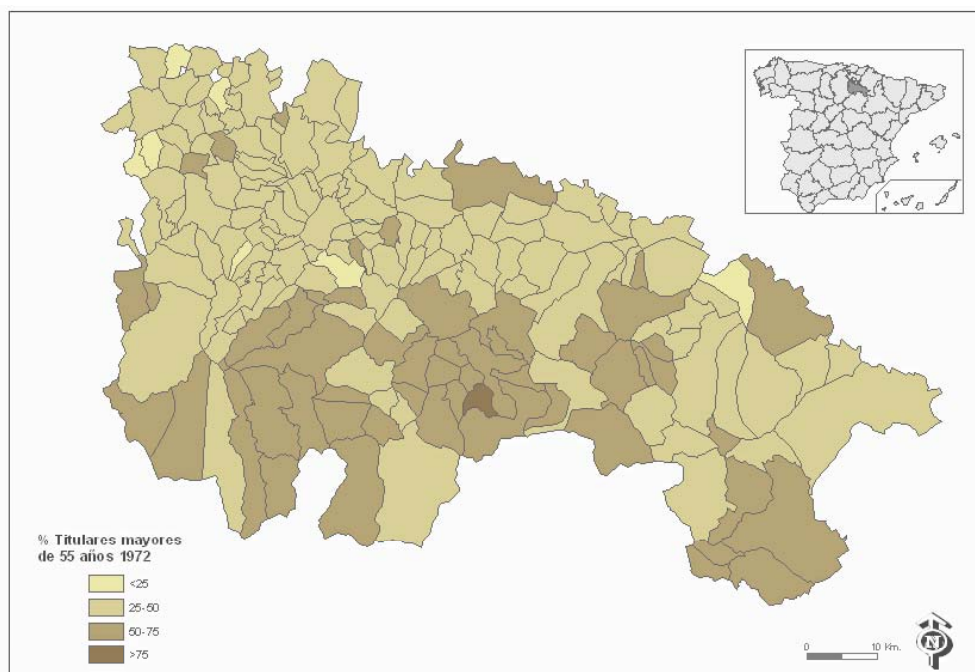 % Titulares mayores
de 55 años 1972
<25
25-50
50-75
>75
0 10 Km.
N